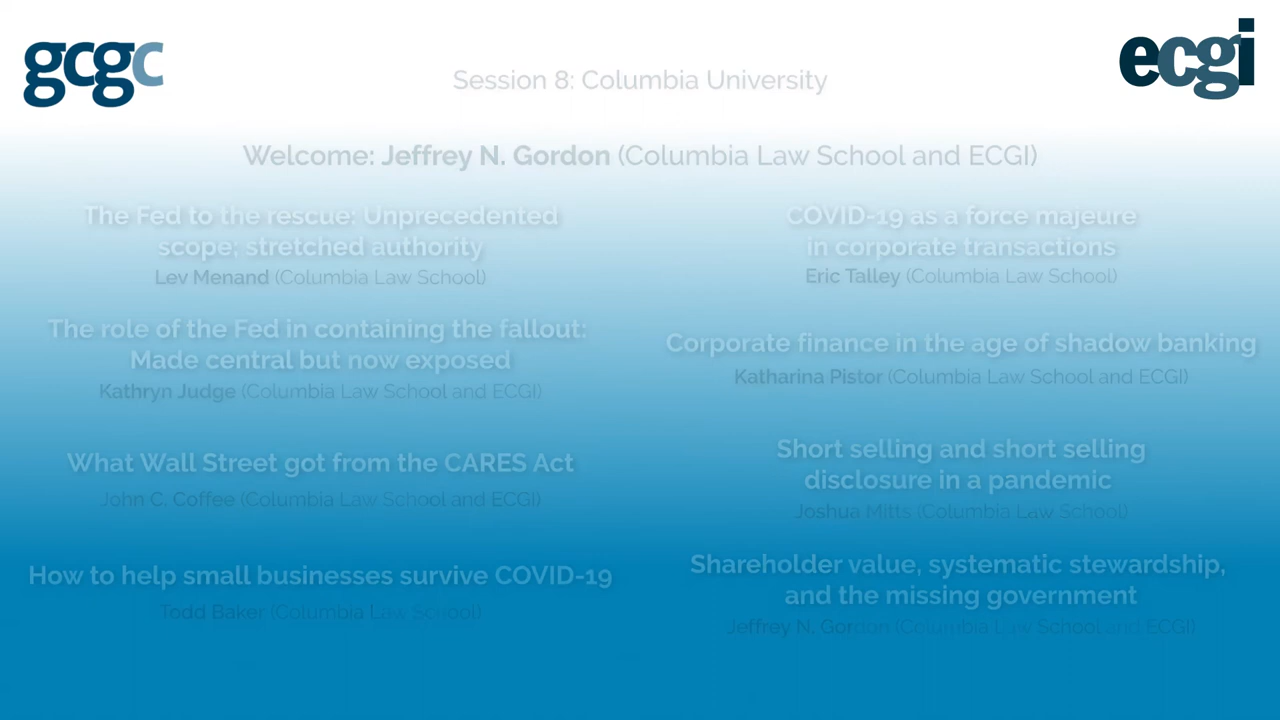 gcgc
ecgi
Session 8: Columbia University
Welcome: Jeffrey N. Gordon (Columbia Law School and ECGI)
The Fed to the rescue: Unprecedented
scope; stretched authority
Lev Menand (Columbia Law School)
The role of the Fed in containing the fallout:
Made central but now exposed
Kathryn Judge (Columbia Law School and ECGI)
What Wall Street got from the CARES Act
John C. Coffee (Columbia Law School and ECGI)
How to help small businesses survive COVID-19
Todd Baker (Columbia Law School)
COVID-19 as a force majeure
in corporate transactions
Eric Talley (Columbia Law School)
Corporate finance in the age of shadow banking
Katharina Pistor (Columbia Law School and ECGI)
Short selling and short selling
disclosure in a pandemic
Joshua Mitts (Columbia Law School)
Shareholder value, systematic stewardship,
and the missing government
Jeffrey N. Gordon (Columbia Law School and ECGI)